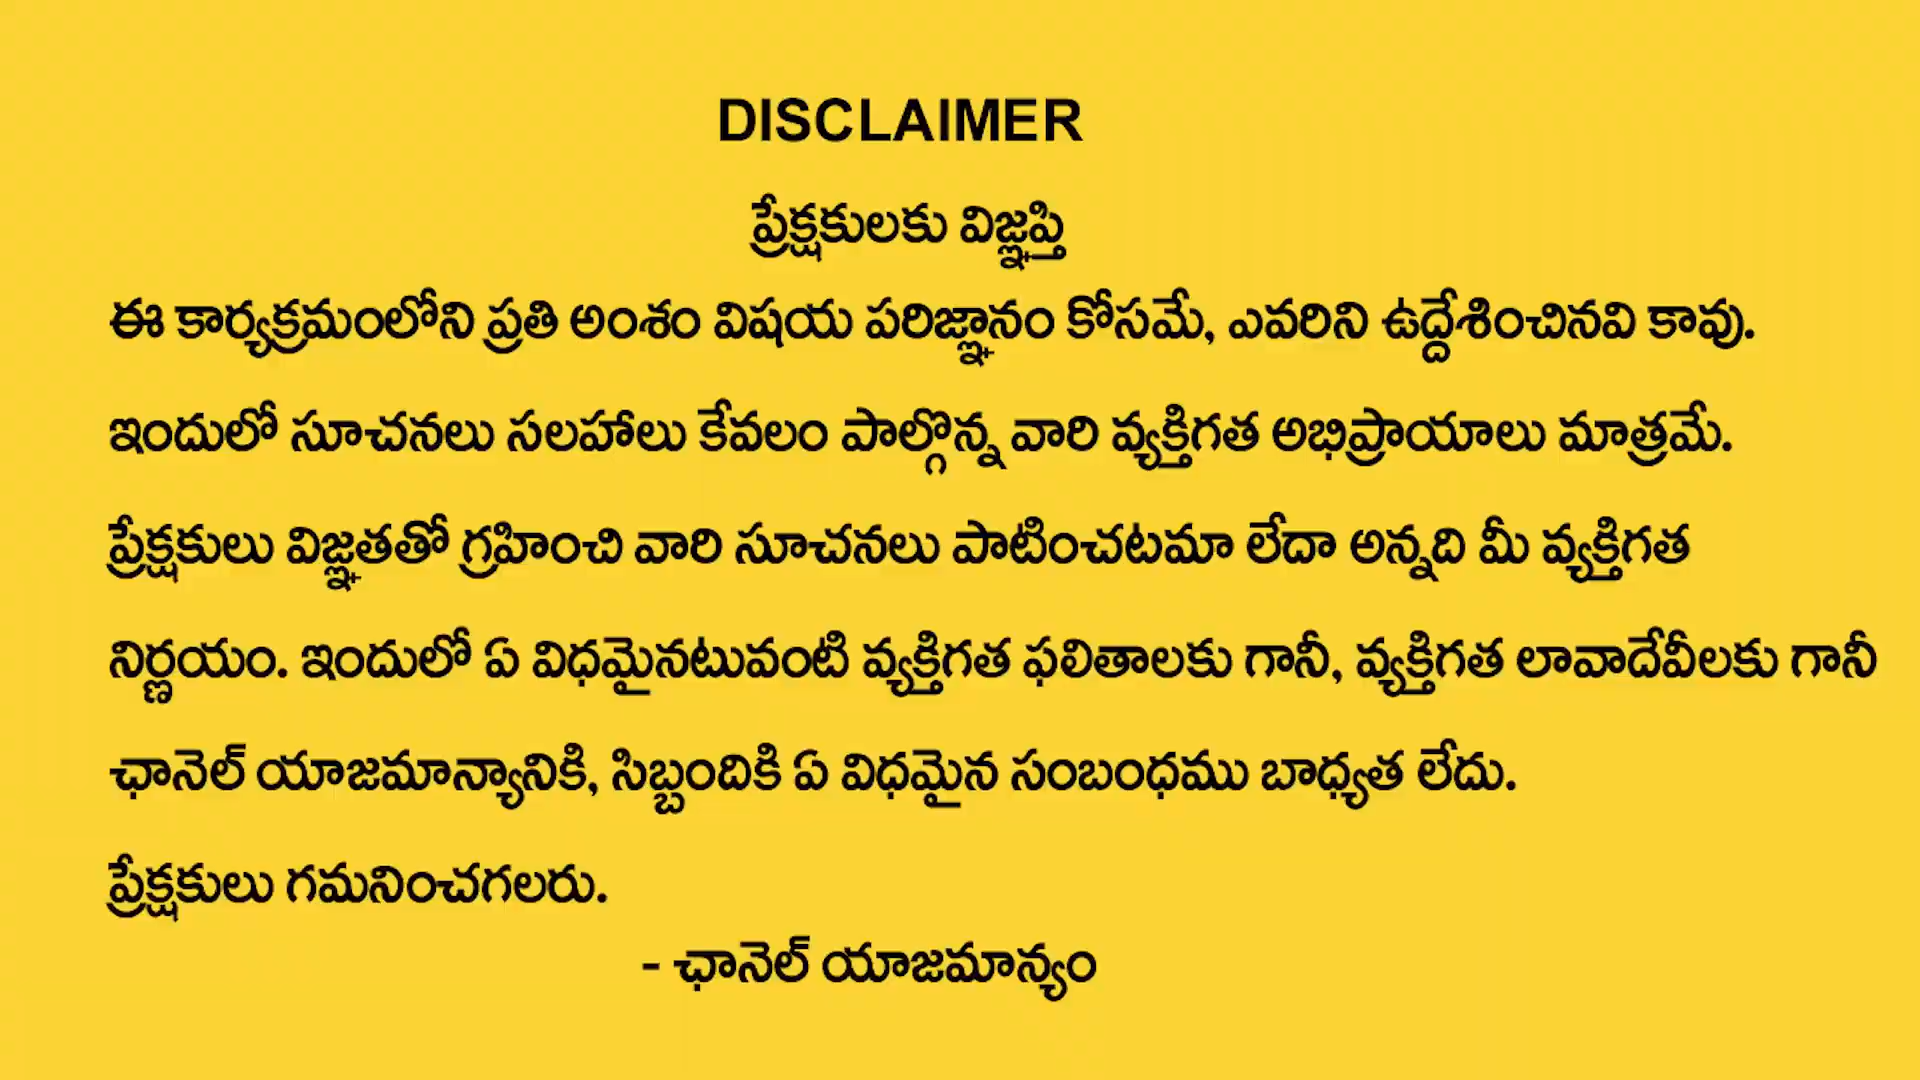 DISCLAIMER
ప్రేక్షకులకు విజ్ఞప్తి
ఈ కార్యక్రమంలోని ప్రతి అంశం విషయ పరిజ్ఞానం కోసమే, ఎవరిని ఉద్దేశించినవి కావు.
ఇందులో సూచనలు సలహాలు కేవలం పాల్గొన్న వారి వ్యక్తిగత అభిప్రాయాలు మాత్రమే.
ప్రేక్షకులు విజ్ఞతతో గ్రహించి వారి సూచనలు పాటించటమా లేదా అన్నది మీ వ్యక్తిగత
నిర్ణయం. ఇందులో ఏ విధమైనటువంటి వ్యక్తిగత ఫలితాలకు గానీ, వ్యక్తిగత లావాదేవీలకు గానీ
ఛానెల్ యాజమాన్యానికి, సిబ్బందికి ఏ విధమైన సంబంధము బాధ్యత లేదు.
ప్రేక్షకులు గమనించగలరు.
- ఛానెల్ యాజమాన్యం